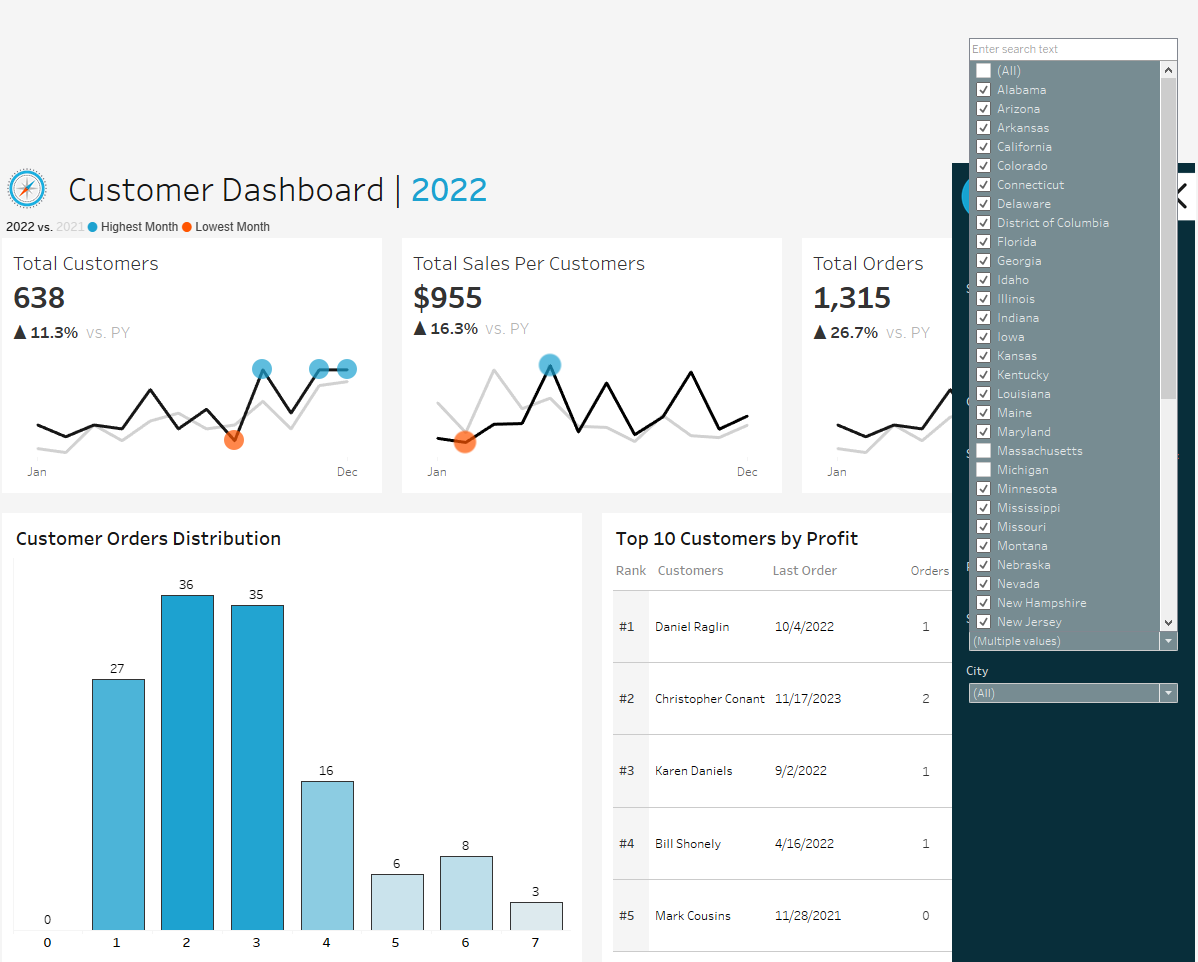 Enter search text
(All)
Alabama
Arizona
Arkansas
California
Colorado
Connecticut
Delaware
District of Columbia
Florida
Georgia
Idaho
Illinois
Indiana
Iowa
Kansas
Kentucky
Louisiana
Maine
Maryland
Massachusetts
Michigan
Minnesota
Mississippi
Missouri
Montana
Nebraska
Nevada
New Hampshire
New Jersey
(Multiple values)
City
(All)
Customer Dashboard | 2022
2022 vs. 2021 Highest Month Lowest Month
Total Customers
638
▲ 11.3% vs. PY
Jan Dec
Total Sales Per Customers
$955
▲ 16.3% vs. PY
Jan Dec
Total Orders
1,315
▲ 26.7% vs. PY
Jan
Customer Orders Distribution
0 27 36 35 16 6 8 3
0 1 2 3 4 5 6 7
Top 10 Customers by Profit
Rank Customers Last Order Orders
#1 Daniel Raglin 10/4/2022 1
#2 Christopher Conant 11/17/2023 2
#3 Karen Daniels 9/2/2022 1
#4 Bill Shonely 4/16/2022 1
#5 Mark Cousins 11/28/2021 0